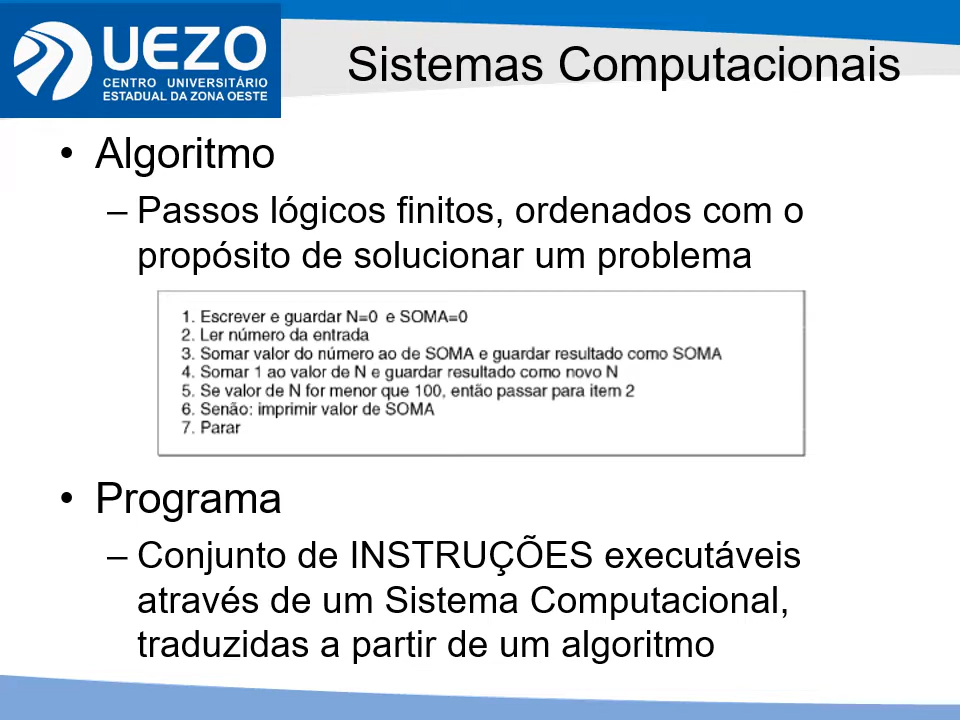 UEZO
CENTRO UNIVERSITÁRIO
ESTADUAL DA ZONA OESTE
Sistemas Computacionais
• Algoritmo
– Passos lógicos finitos, ordenados com o
propósito de solucionar um problema
1. Escrever e guardar N=0 e SOMA=0
2. Ler número da entrada
3. Somar valor do número ao de SOMA e guardar resultado como SOMA
4. Somar 1 ao valor de N e guardar resultado como novo N
5. Se valor de N for menor que 100, então passar para item 2
6. Senão: imprimir valor de SOMA
7. Parar
• Programa
– Conjunto de INSTRUÇÕES executáveis
através de um Sistema Computacional,
traduzidas a partir de um algoritmo